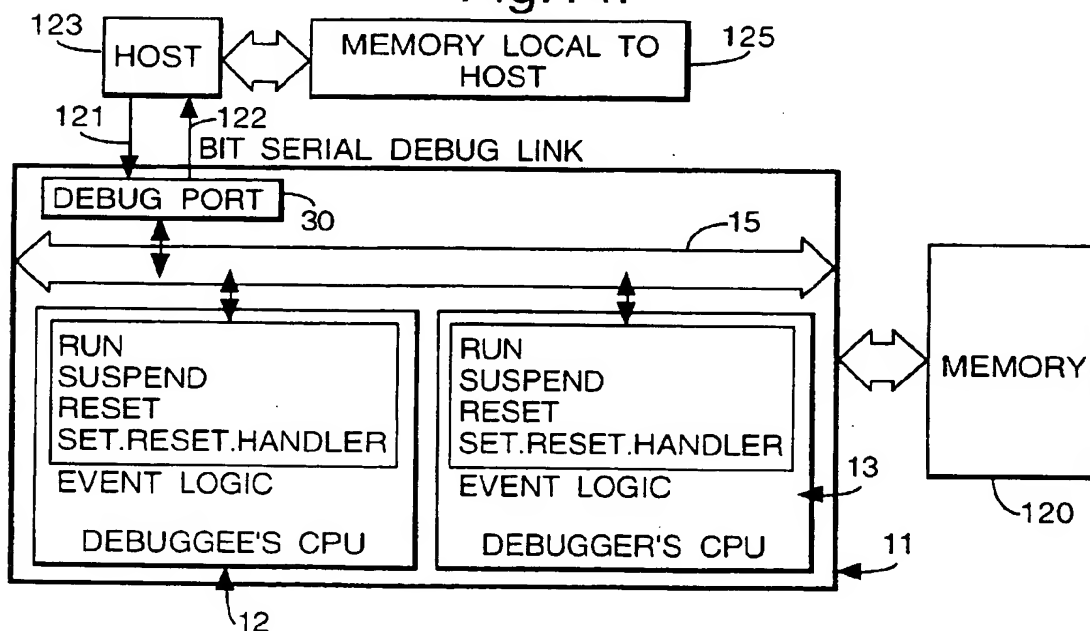 123
HOST
MEMORY LOCAL TO
HOST
125
121
122
BIT SERIAL DEBUG LINK
DEBUG PORT
30
15
RUN
SUSPEND
RESET
SET.RESET.HANDLER
EVENT LOGIC
DEBUGGEE'S CPU
RUN
SUSPEND
RESET
SET.RESET.HANDLER
EVENT LOGIC
13
DEBUGGER'S CPU
MEMORY
120
11
12